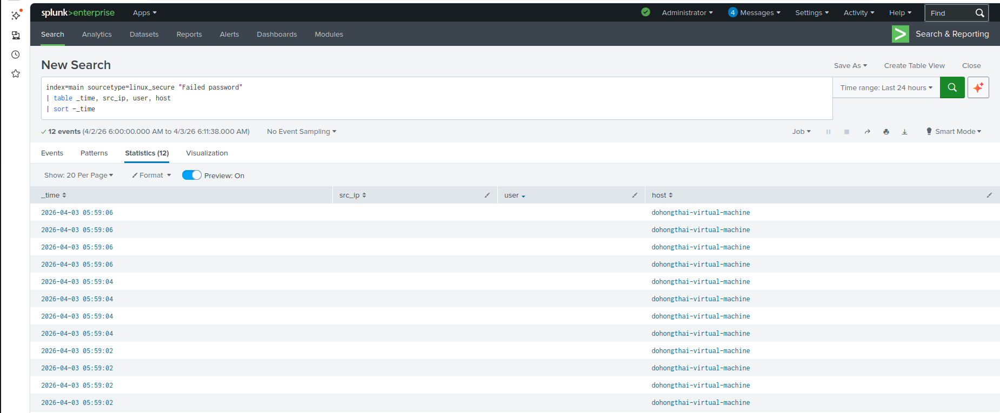 splunk>enterprise Apps Administrator 4 Messages Settings Activity Help Find
Search Analytics Datasets Reports Alerts Dashboards Modules Search & Reporting
New Search
Save As Create Table View Close
index=main sourcetype=linux_secure "Failed password"
| table _time, src_ip, user, host
| sort -_time
Time range: Last 24 hours
12 events (4/2/26 6:00:00.000 AM to 4/3/26 6:11:38.000 AM) No Event Sampling Job Smart Mode
Events Patterns Statistics (12) Visualization
Show: 20 Per Page Format Preview: On
_time src_ip user host
2026-04-03 05:59:06 dohongthai-virtual-machine
2026-04-03 05:59:06 dohongthai-virtual-machine
2026-04-03 05:59:06 dohongthai-virtual-machine
2026-04-03 05:59:06 dohongthai-virtual-machine
2026-04-03 05:59:04 dohongthai-virtual-machine
2026-04-03 05:59:04 dohongthai-virtual-machine
2026-04-03 05:59:04 dohongthai-virtual-machine
2026-04-03 05:59:04 dohongthai-virtual-machine
2026-04-03 05:59:02 dohongthai-virtual-machine
2026-04-03 05:59:02 dohongthai-virtual-machine
2026-04-03 05:59:02 dohongthai-virtual-machine
2026-04-03 05:59:02 dohongthai-virtual-machine